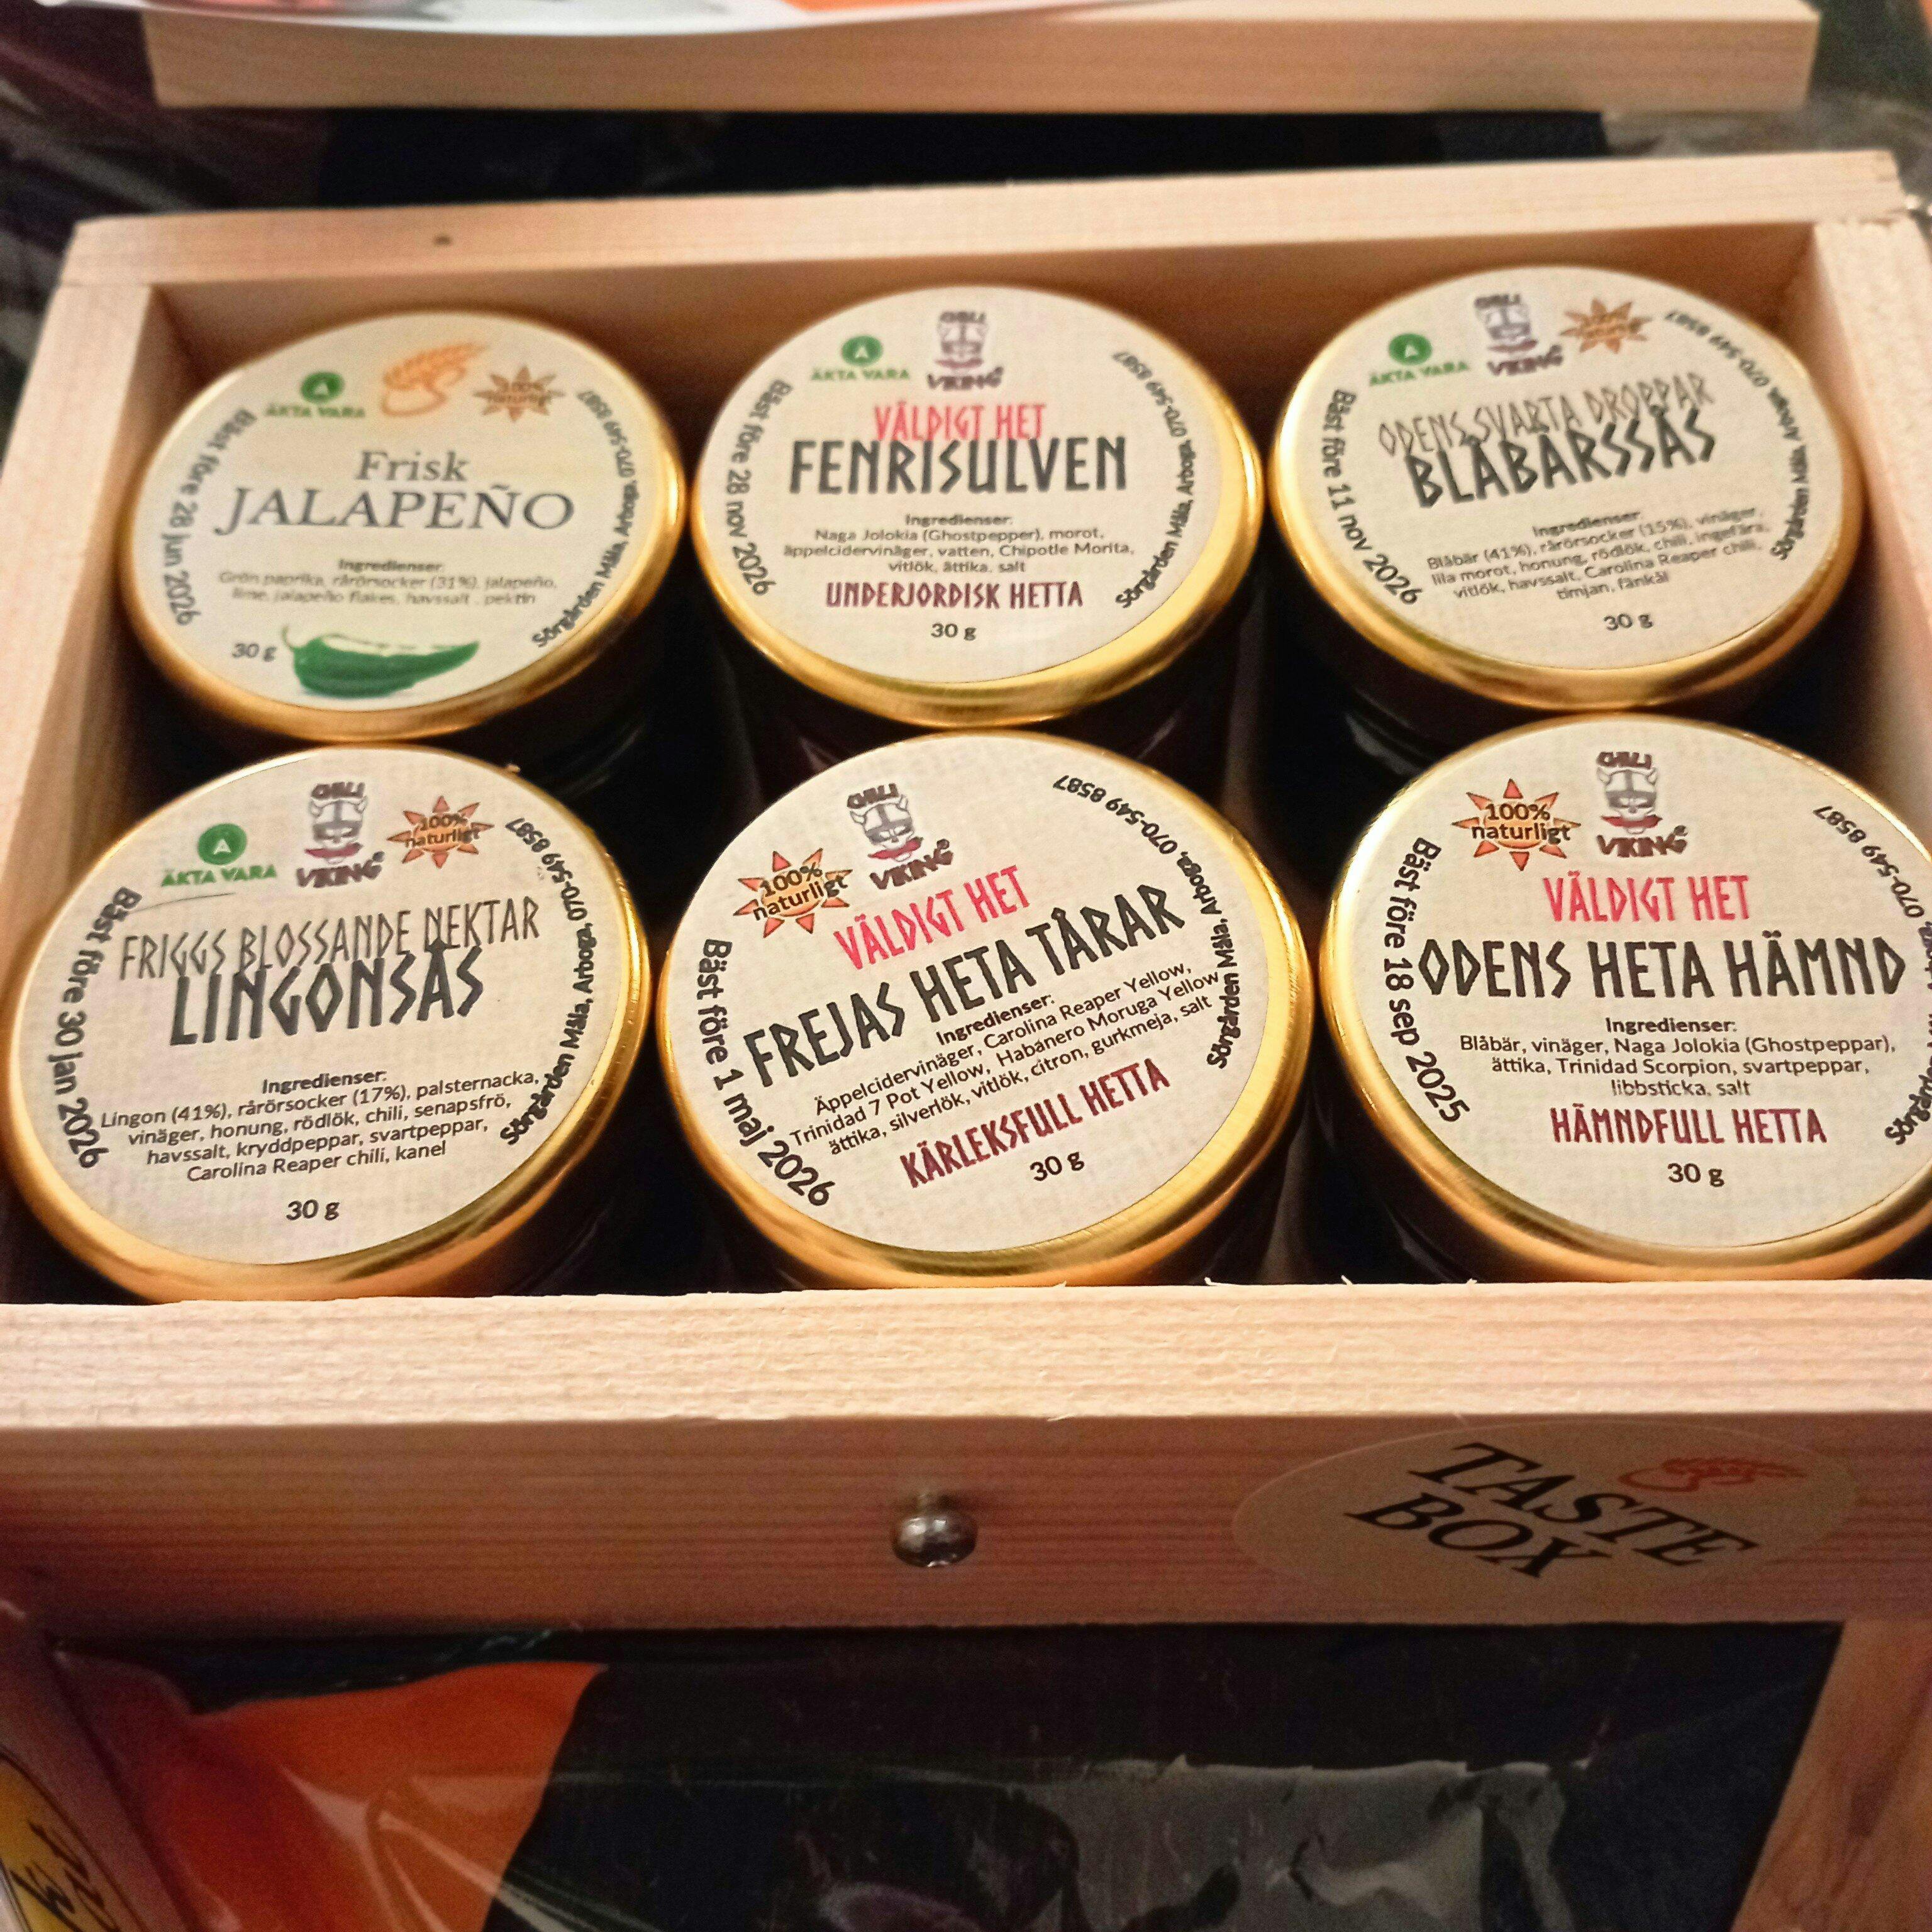 ÄKTA VARA
100% naturligt
Frisk
JALAPEÑO
Ingredienser:
Grön paprika, rårörsocker (31%), jalapeño,
lime, jalapeño flakes, havssalt , pektin
30 g
Bäst före 28 jun 2026
Sörgården Måla, Arboga, 070-549 8587
ÄKTA VARA
CHILI
VIKING®
VÄLDIGT HET
FENRISULVEN
Ingredienser:
Naga Jolokia (Ghostpepper), morot,
äppelcidervinäger, vatten, Chipotle Morita,
vitlök, ättika, salt
UNDERJORDISK HETTA
30 g
Bäst före 28 nov 2026
Sörgården Måla, Arboga, 070-549 8587
ÄKTA VARA
CHILI
VIKING®
100%
naturligt
ODENS SVARTA DROPPAR
BLÅBÄRSSÅS
Ingredienser:
Blåbär (41%), rårörsocker (15%), vinäger,
lila morot, honung, rödlök, chili, ingefära,
vitlök, havssalt, Carolina Reaper chili,
timjan, fänkål
30 g
Bäst före 11 nov 2026
Sörgården Måla, Arboga, 070-549 8587
ÄKTA VARA
CHILI
VIKING®
100%
naturligt
FRIGGS BLOSSANDE NEKTAR
LINGONSÅS
Ingredienser:
Lingon (41%), rårörsocker (17%), palsternacka,
vinäger, honung, rödlök, chili, senapsfrö,
havssalt, kryddpeppar, svartpeppar,
Carolina Reaper chili, kanel
30 g
Bäst före 30 jan 2026
Sörgården Måla, Arboga, 070-549 8587
100%
naturligt
CHILI
VIKING®
VÄLDIGT HET
FREJAS HETA TÅRAR
Ingredienser:
Äppelcidervinäger, Carolina Reaper Yellow,
Trinidad 7 Pot Yellow, Habanero Moruga Yellow
ättika, silverlök, vitlök, citron, gurkmeja, salt
KÄRLEKSFULL HETTA
30 g
Bäst före 1 maj 2026
Sörgården Måla, Arboga, 070-549 8587
100%
naturligt
CHILI
VIKING®
VÄLDIGT HET
ODENS HETA HÄMND
Ingredienser:
Blåbär, vinäger, Naga Jolokia (Ghostpeppar),
ättika, Trinidad Scorpion, svartpeppar,
libbsticka, salt
HÄMNDFULL HETTA
30 g
Bäst före 18 sep 2025
Sörgården
070-549 8587
TASTE
BOX